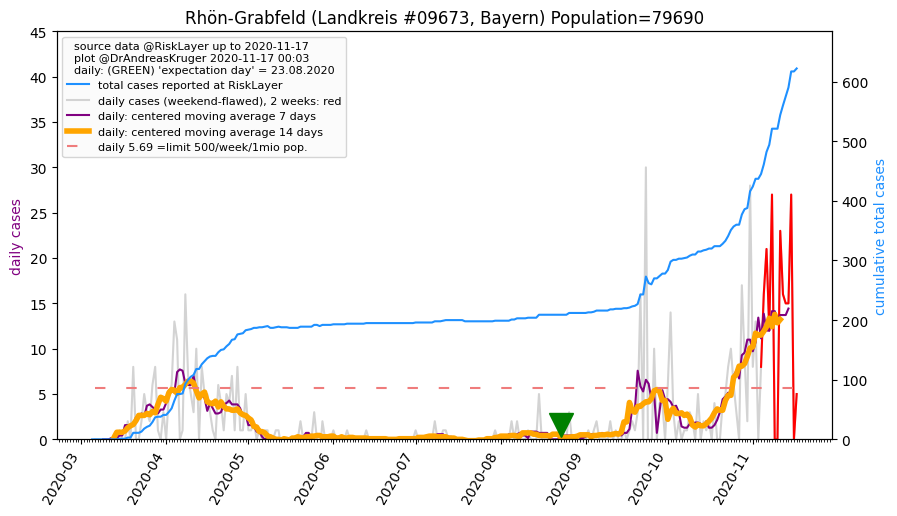 Rhön-Grabfeld (Landkreis #09673, Bayern) Population=79690
source data @RiskLayer up to 2020-11-17
plot @DrAndreasKruger 2020-11-17 00:03
daily: (GREEN) 'expectation day' = 23.08.2020
total cases reported at RiskLayer
daily cases (weekend-flawed), 2 weeks: red
daily: centered moving average 7 days
daily: centered moving average 14 days
daily 5.69 =limit 500/week/1mio pop.
daily cases
45
40
35
30
25
20
15
10
5
0
cumulative total cases
600
500
400
300
200
100
0
2020-03
2020-04
2020-05
2020-06
2020-07
2020-08
2020-09
2020-10
2020-11